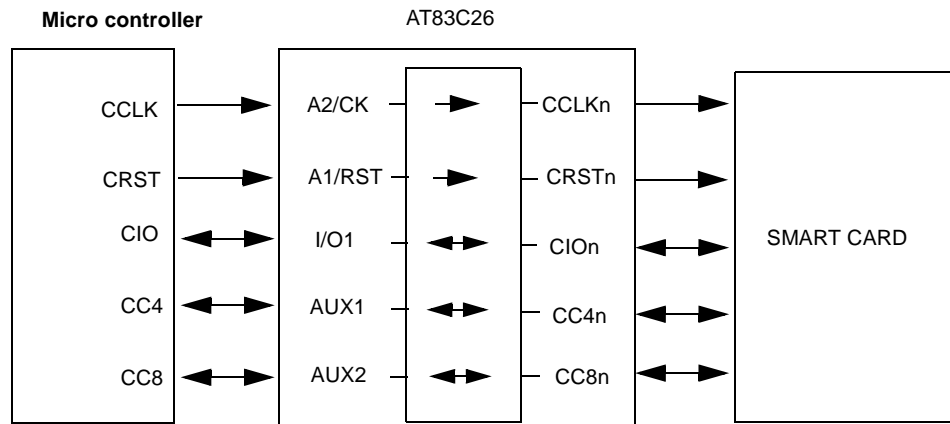 Micro controller
AT83C26
CCLK
A2/CK
CCLKn
CRST
A1/RST
CRSTn
CIO
I/O1
CIOn
SMART CARD
CC4
AUX1
CC4n
CC8
AUX2
CC8n